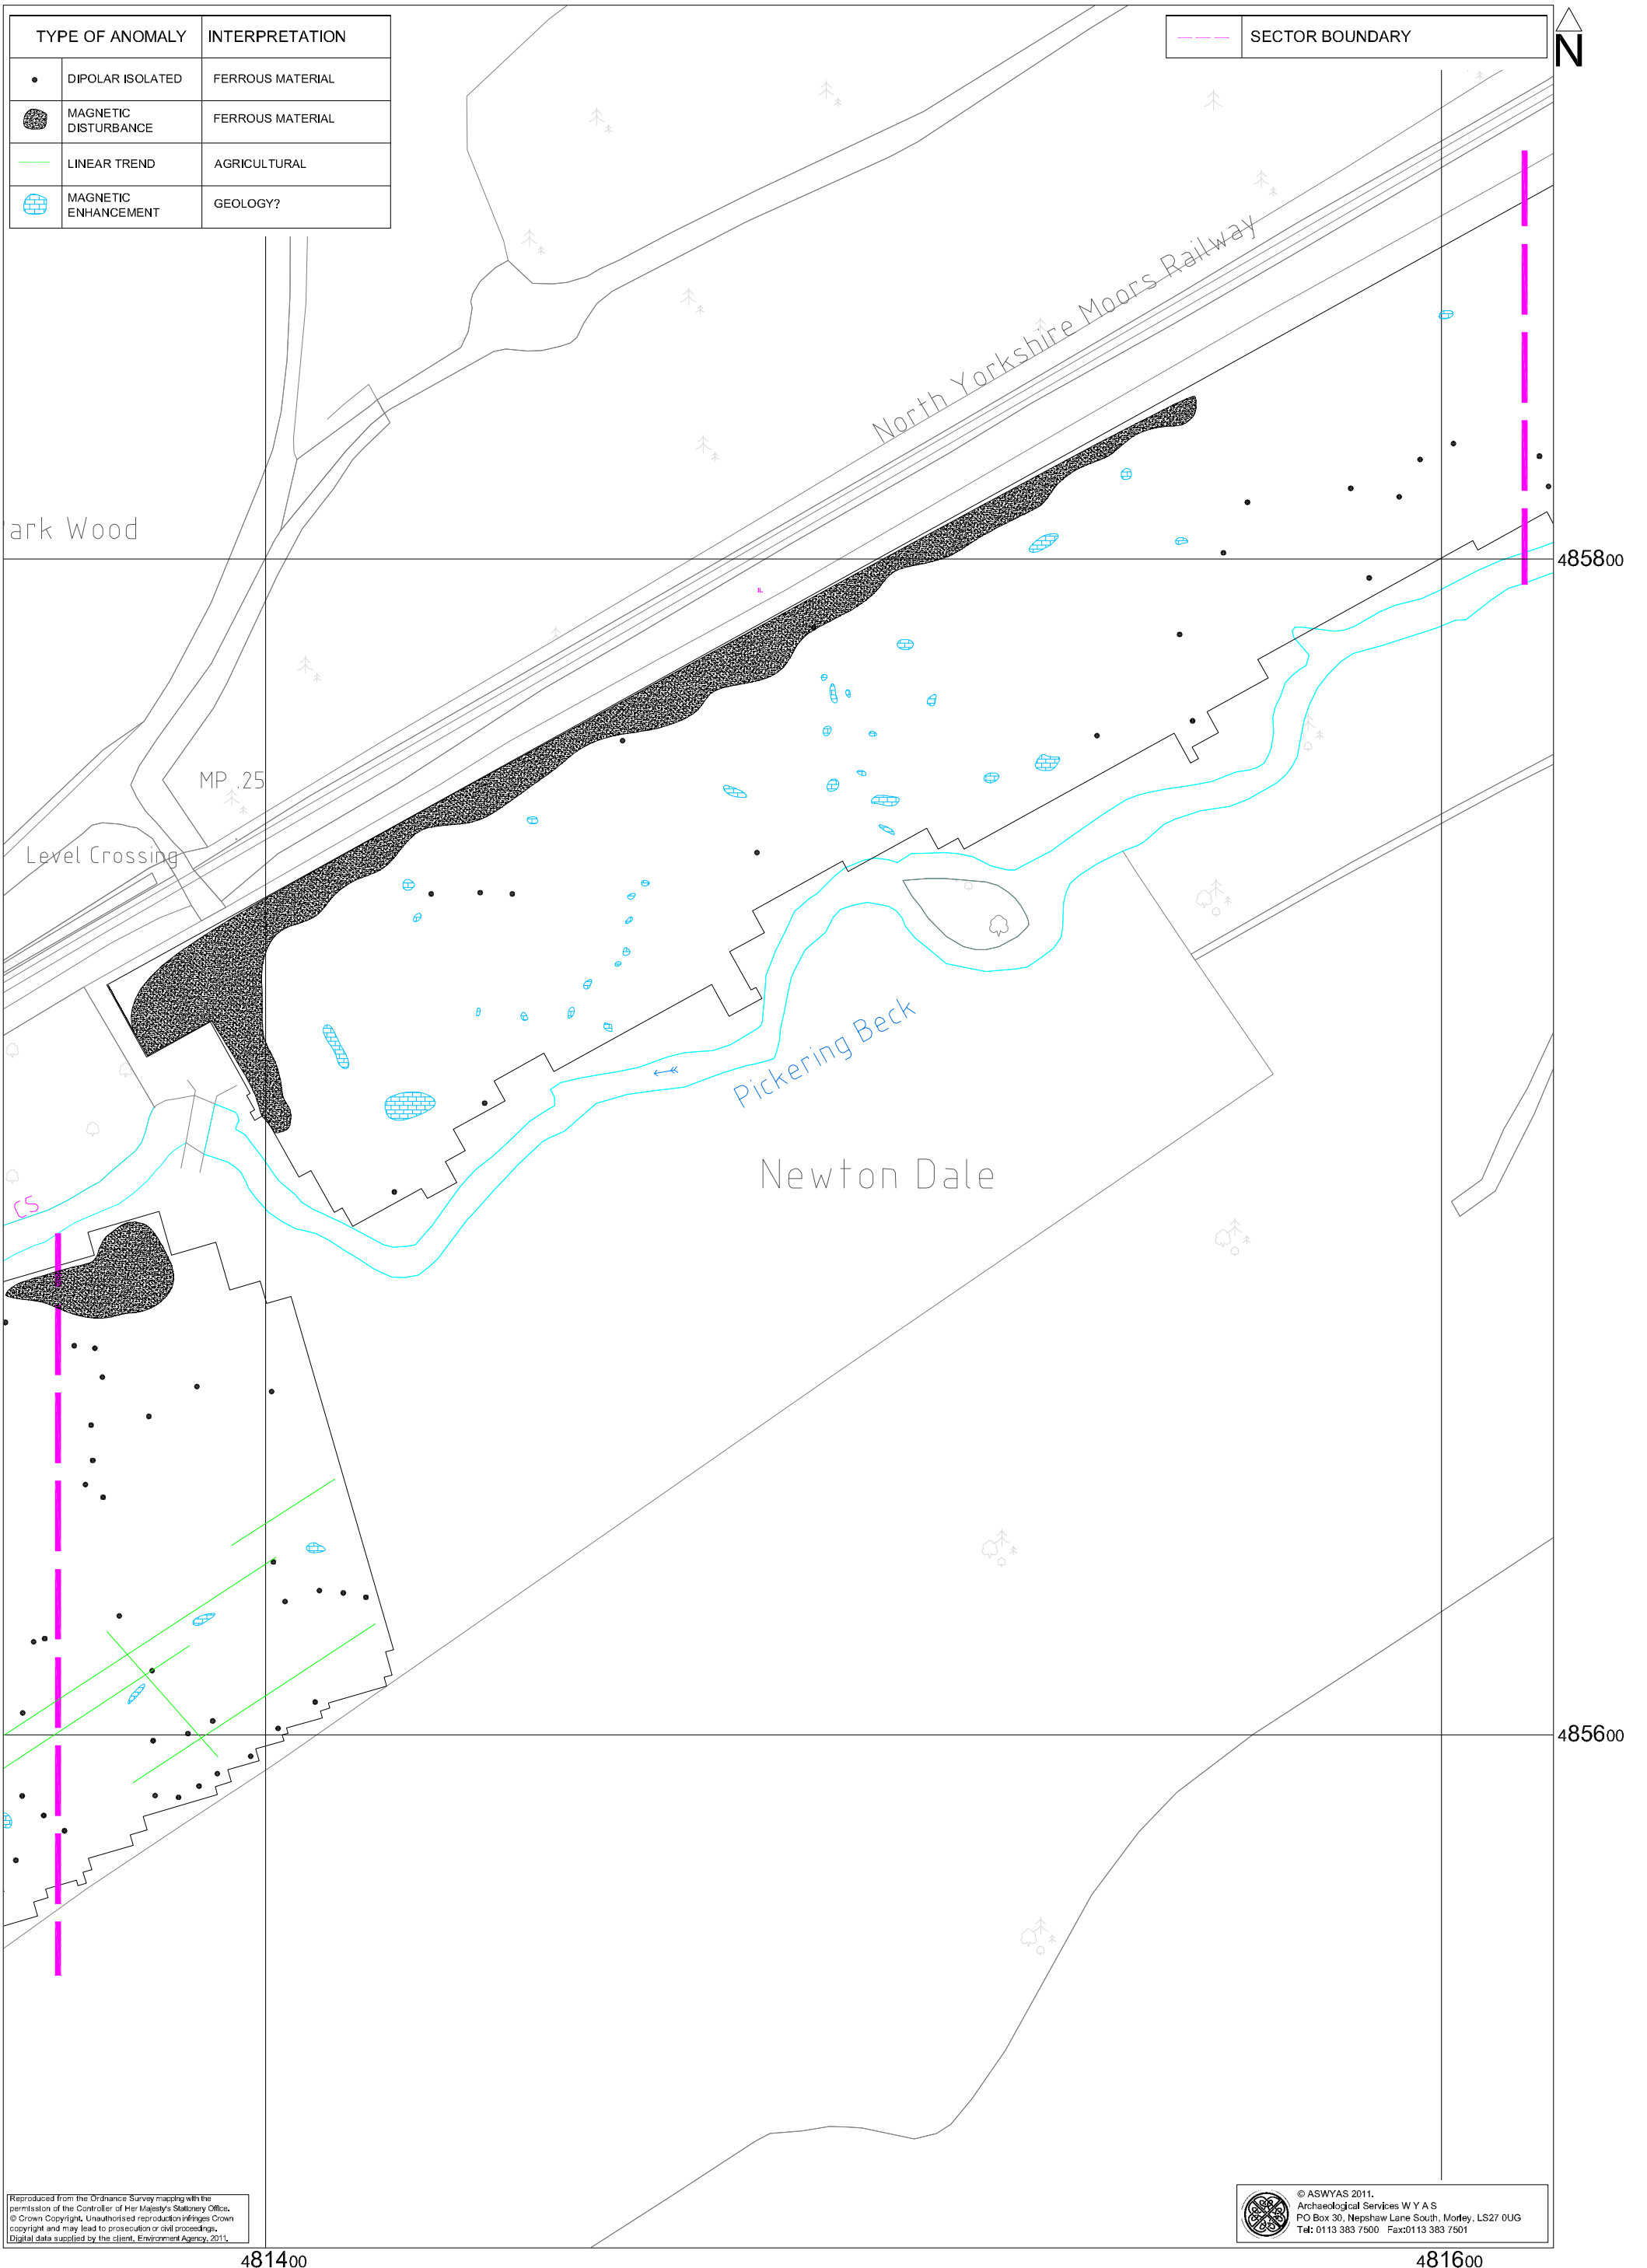 TYPE OF ANOMALY INTERPRETATION
DIPOLAR ISOLATED FERROUS MATERIAL
MAGNETIC
DISTURBANCE
FERROUS MATERIAL
LINEAR TREND AGRICULTURAL
MAGNETIC
ENHANCEMENT
GEOLOGY?
SECTOR BOUNDARY
N
North Yorkshire Moors Railway
ark Wood
485800
MP .25
Level Crossing
Pickering Beck
Newton Dale
CS
485600
Reproduced from the Ordnance Survey mapping with the
permission of the Controller of Her Majesty's Stationery Office.
© Crown Copyright. Unauthorised reproduction infringes Crown
copyright and may lead to prosecution or civil proceedings.
Digital data supplied by the client, Environment Agency, 2011.
© ASWYAS 2011.
Archaeological Services W Y A S
PO Box 30, Nepshaw Lane South, Morley, LS27 0UG
Tel: 0113 383 7500 Fax:0113 383 7501
481400
481600